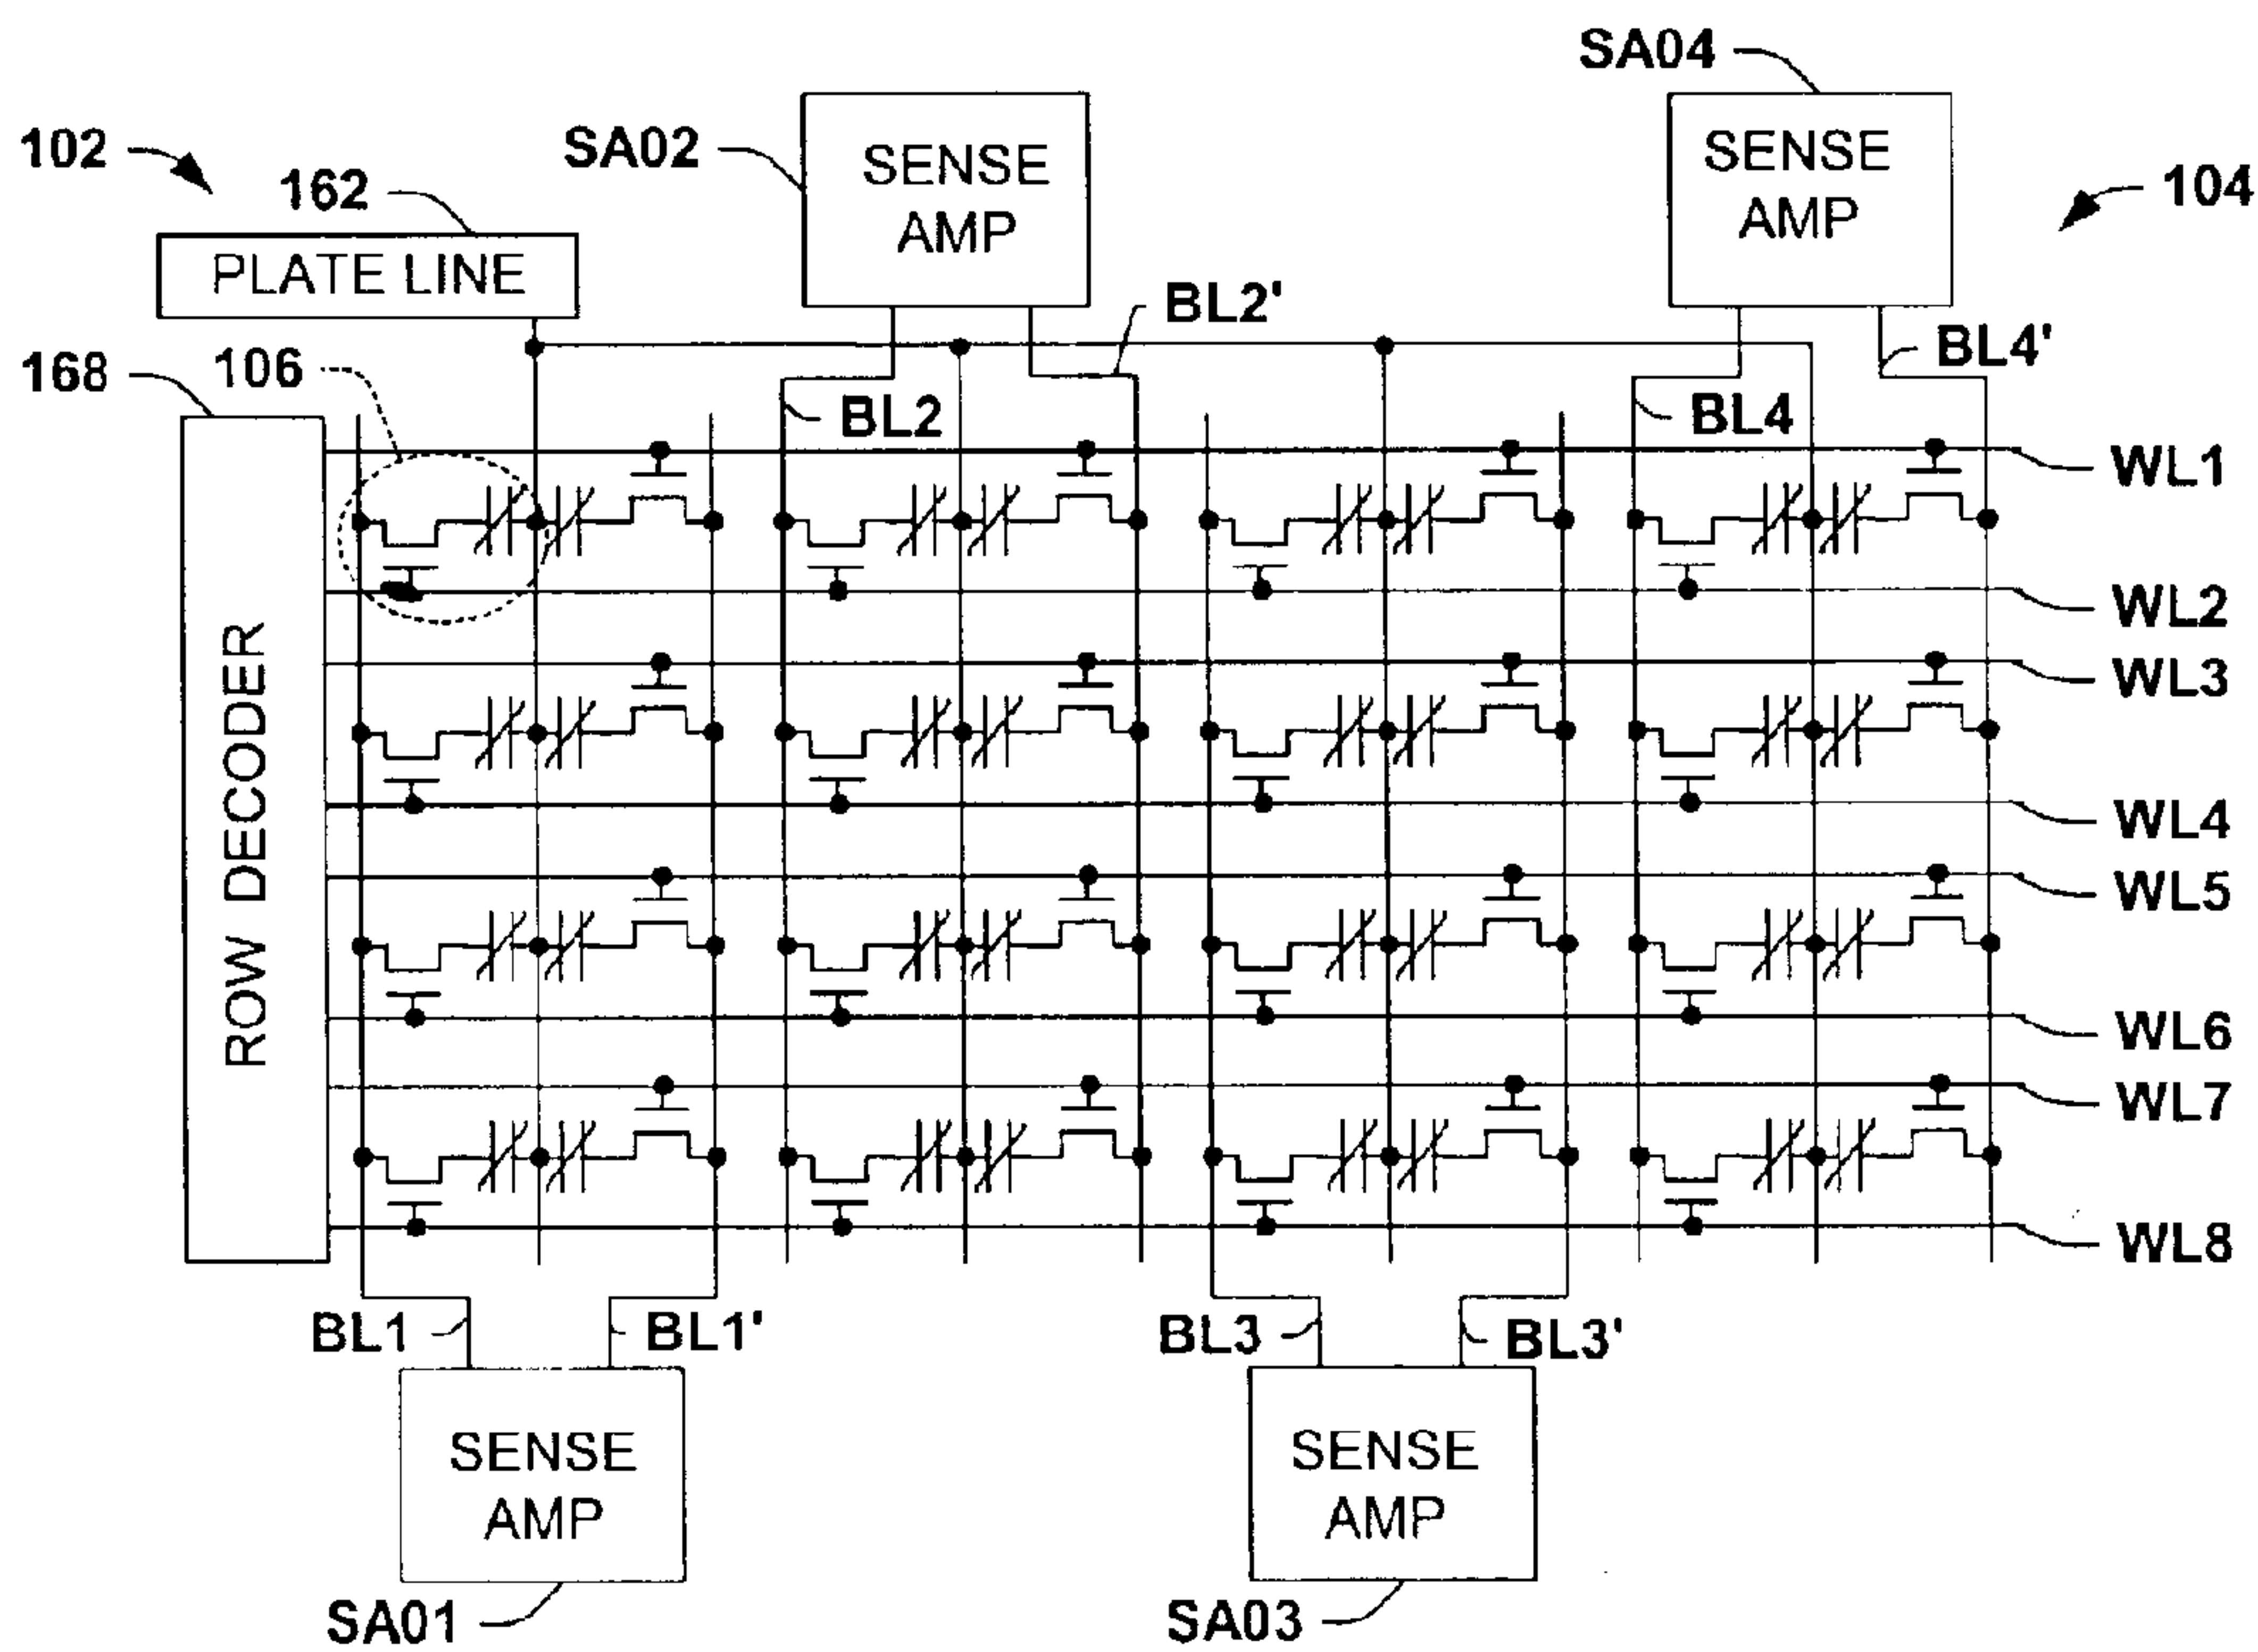 SA04
SENSE
AMP
SA02
SENSE
AMP
102
162
104
PLATE LINE
BL2'
BL4'
168
106
BL2
BL4
WL1
WL2
ROW DECODER
WL3
WL4
WL5
WL6
WL7
WL8
BL1
BL1'
BL3
BL3'
SENSE
AMP
SENSE
AMP
SA01
SA03